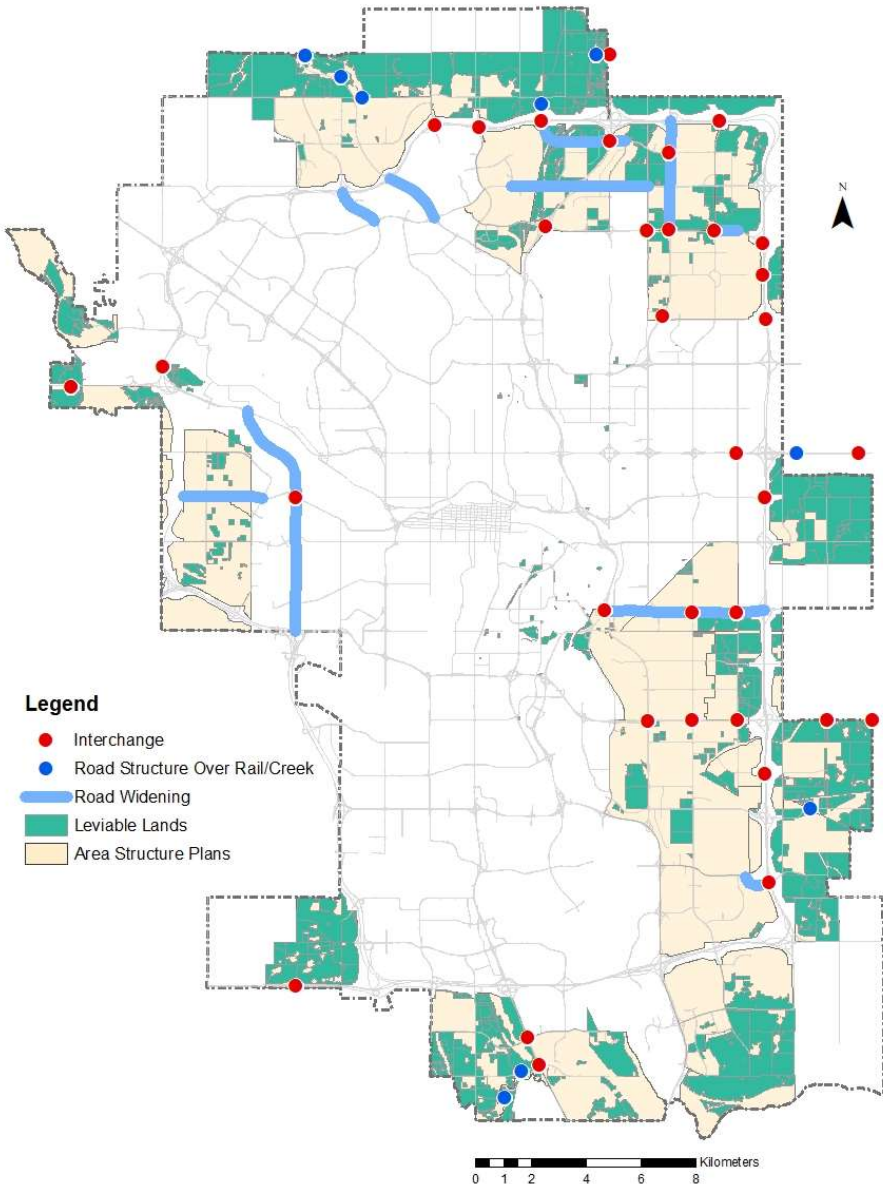 N
Legend
Interchange
Road Structure Over Rail/Creek
Road Widening
Leviable Lands
Area Structure Plans
Kilometers
0 1 2 4 6 8